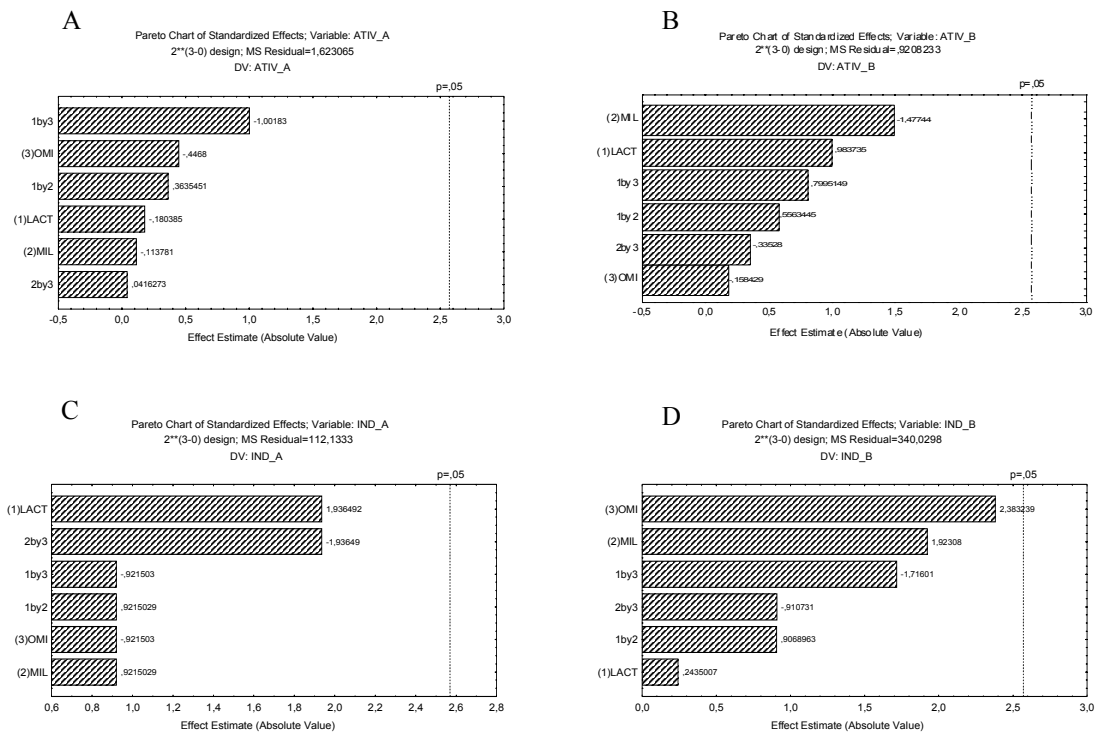 A
Pareto Chart of Standardized Effects; Variable: ATIV_A
2**(3-0) design; MS Residual=1,623065
DV: ATIV_A
p=,05
1by3
-1,00183
(3)OMI
-,4468
1by2
,3635451
(1)LACT
-,180385
(2)MIL
-,113781
2by3
,0416273
-0,5 0,0 0,5 1,0 1,5 2,0 2,5 3,0
Effect Estimate (Absolute Value)
B
Pareto Chart of Standardized Effects; Variable: ATIV_B
2**(3-0) design; MS Residual=,9208233
DV: ATIV_B
p=,05
(2)MIL
-1,47744
(1)LACT
,983735
1by3
,7995149
1by2
,5563445
2by3
-,33528
(3)OMI
-,158429
-0,5 0,0 0,5 1,0 1,5 2,0 2,5 3,0
Effect Estimate (Absolute Value)
C
Pareto Chart of Standardized Effects; Variable: IND_A
2**(3-0) design; MS Residual=112,1333
DV: IND_A
p=,05
(1)LACT
1,936492
2by3
-1,93649
1by3
-,921503
1by2
,9215029
(3)OMI
-,921503
(2)MIL
,9215029
0,6 0,8 1,0 1,2 1,4 1,6 1,8 2,0 2,2 2,4 2,6 2,8
Effect Estimate (Absolute Value)
D
Pareto Chart of Standardized Effects; Variable: IND_B
2**(3-0) design; MS Residual=340,0298
DV: IND_B
p=,05
(3)OMI
2,383239
(2)MIL
1,92308
1by3
-1,71601
2by3
-,910731
1by2
,9068963
(1)LACT
,2435007
0,0 0,5 1,0 1,5 2,0 2,5 3,0
Effect Estimate (Absolute Value)